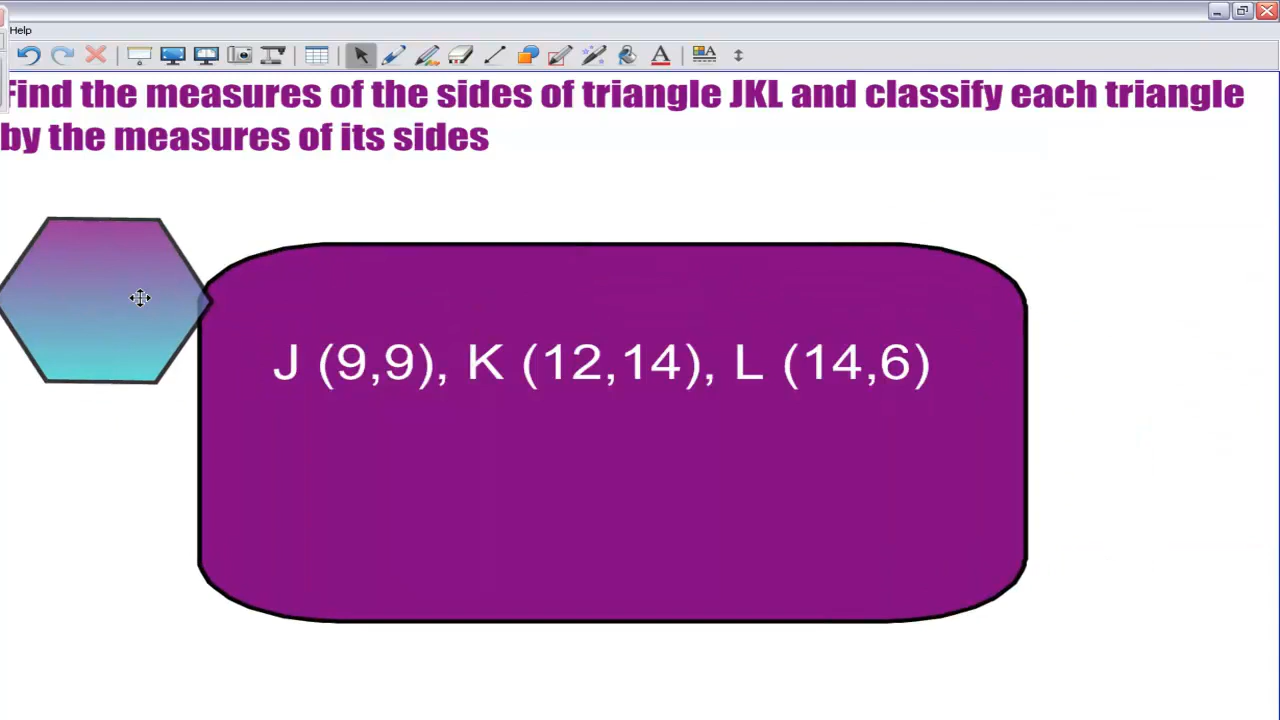 Help
Find the measures of the sides of triangle JKL and classify each triangle
by the measures of its sides
J (9,9), K (12,14), L (14,6)